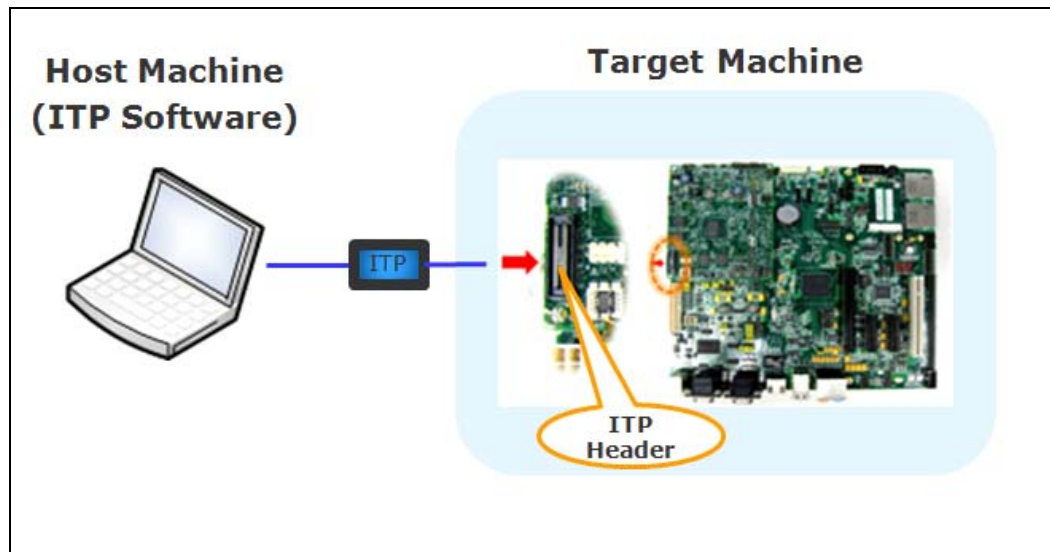 Host Machine
(ITP Software)
Target Machine
ITP
ITP
Header